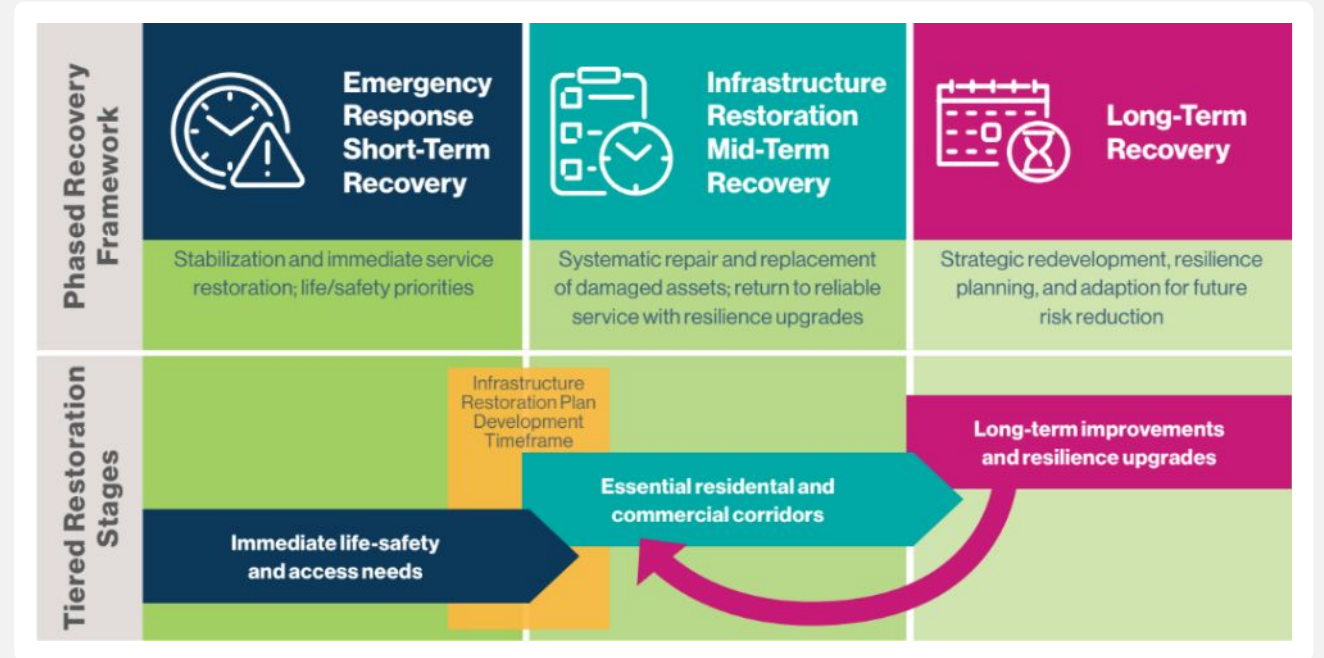 Phased Recovery
Framework
Emergency
Response
Short-Term
Recovery
Infrastructure
Restoration
Mid-Term
Recovery
Long-Term
Recovery
Stabilization and immediate service
restoration; life/safety priorities
Systematic repair and replacement
of damaged assets; return to reliable
service with resilience upgrades
Strategic redevelopment, resilience
planning, and adaption for future
risk reduction
Tiered Restoration
Stages
Infrastructure
Restoration Plan
Development
Timeframe
Immediate life-safety
and access needs
Essential residental and
commercial corridors
Long-term improvements
and resilience upgrades